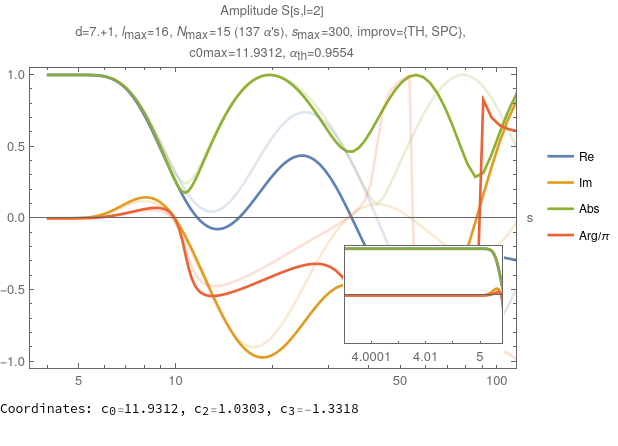 Amplitude S[s,l=2]
d=7.+1, lmax=16, Nmax=15 (137 α's), smax=300, improv={TH, SPC},
c0max=11.9312, αth=0.9554
1.0
0.5
0.0
−0.5
−1.0
s
Re
Im
Abs
Arg/π
4.0001 4.01 5
5 10 50 100
Coordinates: c0=11.9312, c2=1.0303, c3=−1.3318